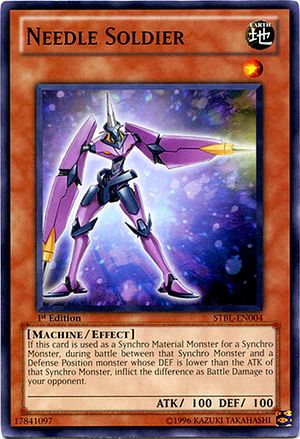 NEEDLE SOLDIER
EARTH
地
1st Edition
STBL-EN004
[MACHINE / EFFECT]
If this card is used as a Synchro Material Monster for a Synchro
Monster, during battle between that Synchro Monster and a
Defense Position monster whose DEF is lower than the ATK of
that Synchro Monster, inflict the difference as Battle Damage to
your opponent.
ATK/ 100 DEF/ 100
17841097
©1996 KAZUKI TAKAHASHI